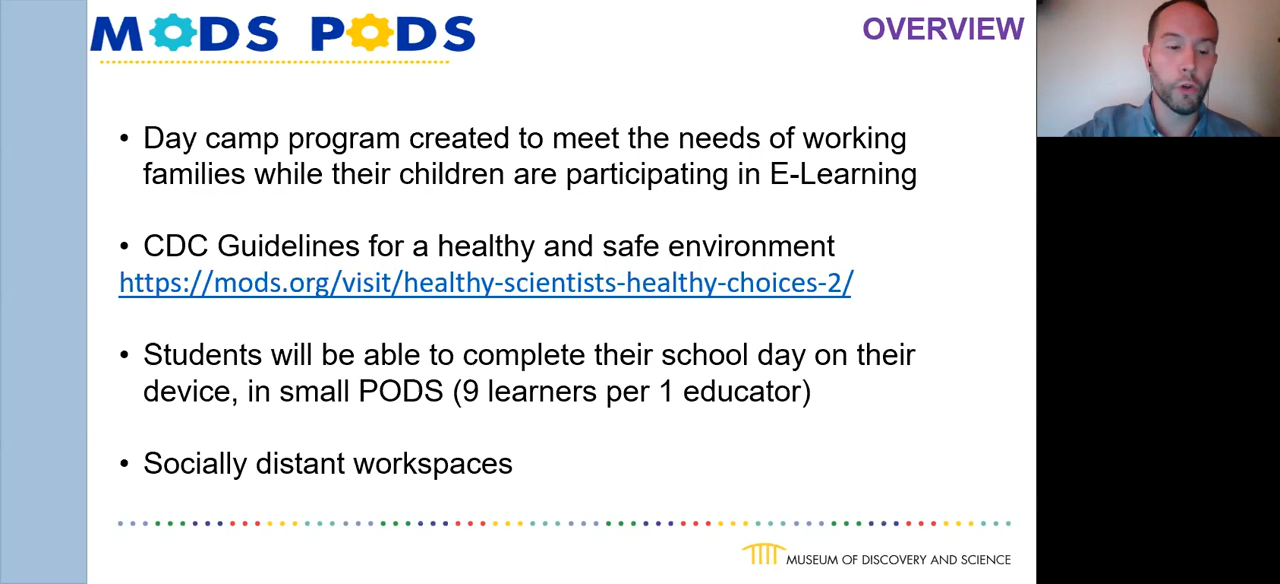 MODS PODS
OVERVIEW
• Day camp program created to meet the needs of working
families while their children are participating in E-Learning
• CDC Guidelines for a healthy and safe environment
https://mods.org/visit/healthy-scientists-healthy-choices-2/
• Students will be able to complete their school day on their
device, in small PODS (9 learners per 1 educator)
• Socially distant workspaces
MUSEUM OF DISCOVERY AND SCIENCE